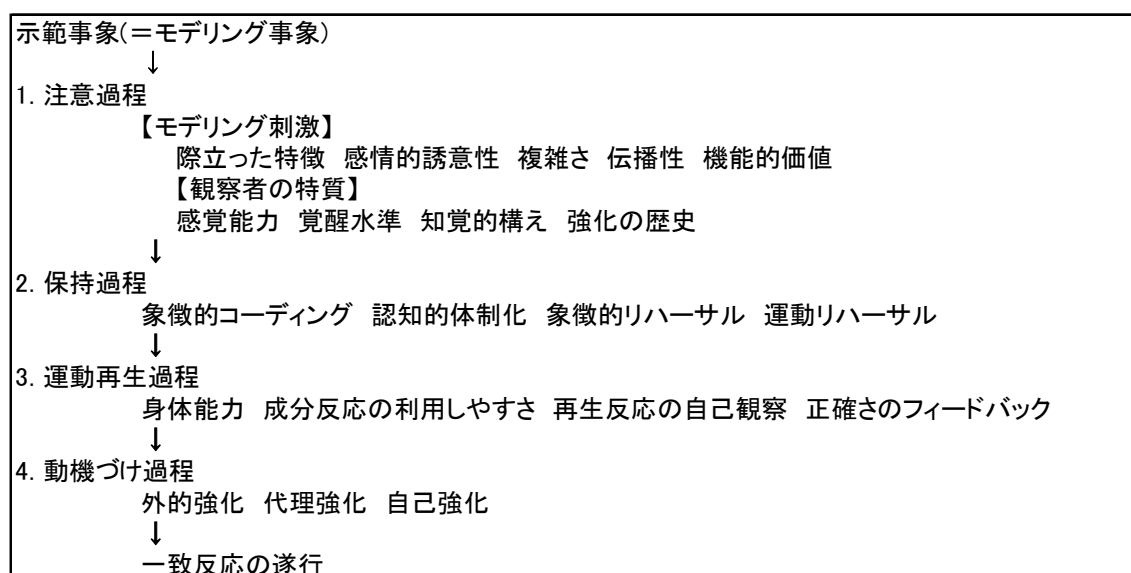 示範事象(=モデリング事象)
↓
1. 注意過程
【モデリング刺激】
際立った特徴 感情的誘意性 複雑さ 伝播性 機能的価値
【観察者の特質】
感覚能力 覚醒水準 知覚的構え 強化の歴史
↓
2. 保持過程
象徴的コーディング 認知的体制化 象徴的リハーサル 運動リハーサル
↓
3. 運動再生過程
身体能力 成分反応の利用しやすさ 再生反応の自己観察 正確さのフィードバック
↓
4. 動機づけ過程
外的強化 代理強化 自己強化
↓
一致反応の遂行